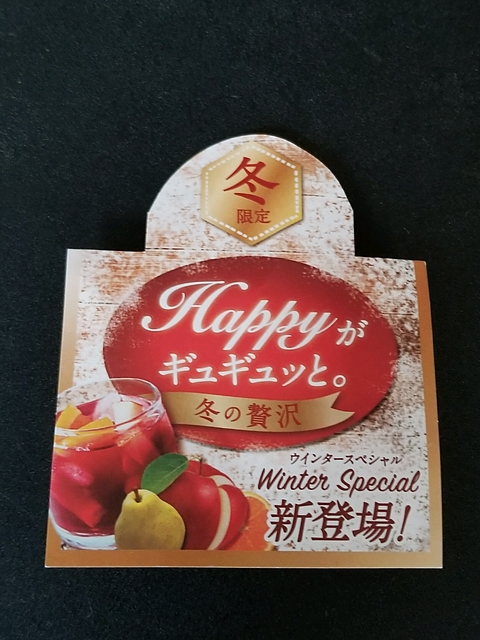 冬
限定
Happyが
ギュギュッと。
冬の贅沢
ウインタースペシャル
Winter Special
新登場!